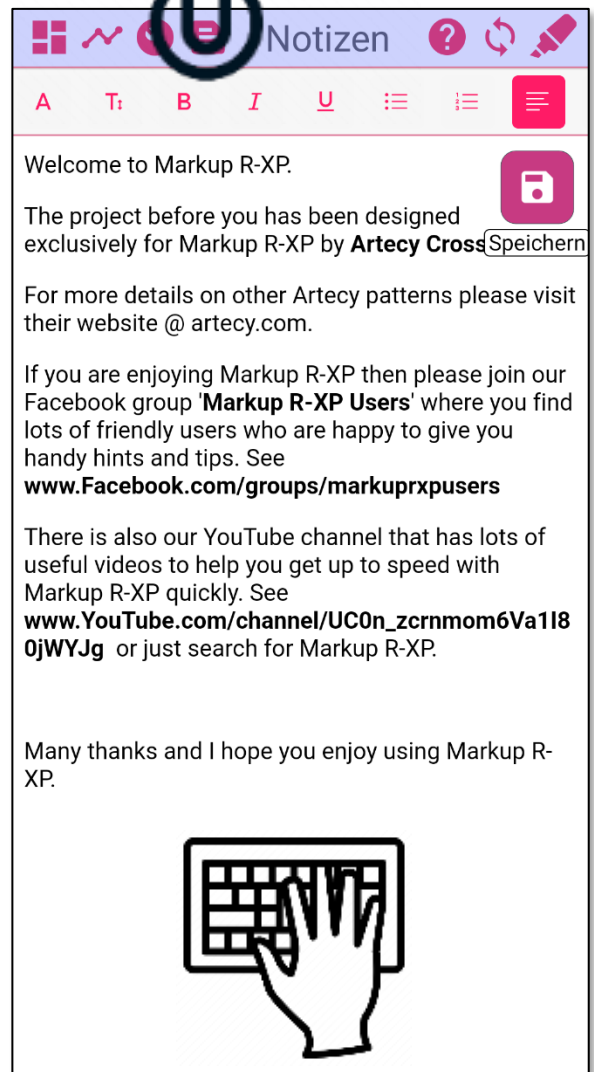 Notizen
A T B I U
Welcome to Markup R-XP.
The project before you has been designed
exclusively for Markup R-XP by Artecy Cross
Speichern
For more details on other Artecy patterns please visit
their website @ artecy.com.
If you are enjoying Markup R-XP then please join our
Facebook group 'Markup R-XP Users' where you find
lots of friendly users who are happy to give you
handy hints and tips. See
www.Facebook.com/groups/markuprxpusers
There is also our YouTube channel that has lots of
useful videos to help you get up to speed with
Markup R-XP quickly. See
www.YouTube.com/channel/UC0n_zcrnmom6Va1I8
0jWYJg or just search for Markup R-XP.
Many thanks and I hope you enjoy using Markup R-
XP.